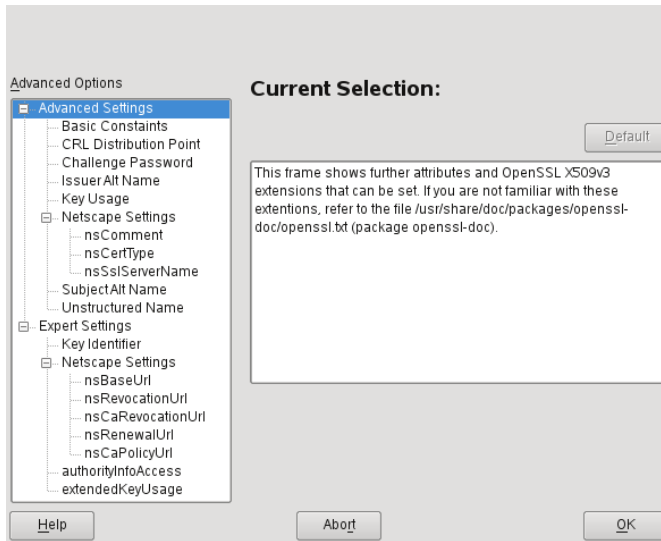 Advanced Options
Advanced Settings
Basic Constaints
CRL Distribution Point
Challenge Password
Issuer Alt Name
Key Usage
Netscape Settings
nsComment
nsCertType
nsSslServerName
Subject Alt Name
Unstructured Name
Expert Settings
Key Identifier
Netscape Settings
nsBaseUrl
nsRevocationUrl
nsCaRevocationUrl
nsRenewalUrl
nsCaPolicyUrl
authorityInfoAccess
extendedKeyUsage
Current Selection:
Default
This frame shows further attributes and OpenSSL X509v3
extensions that can be set. If you are not familiar with these
extentions, refer to the file /usr/share/doc/packages/openssl-
doc/openssl.txt (package openssl-doc).
Help
Abort
OK